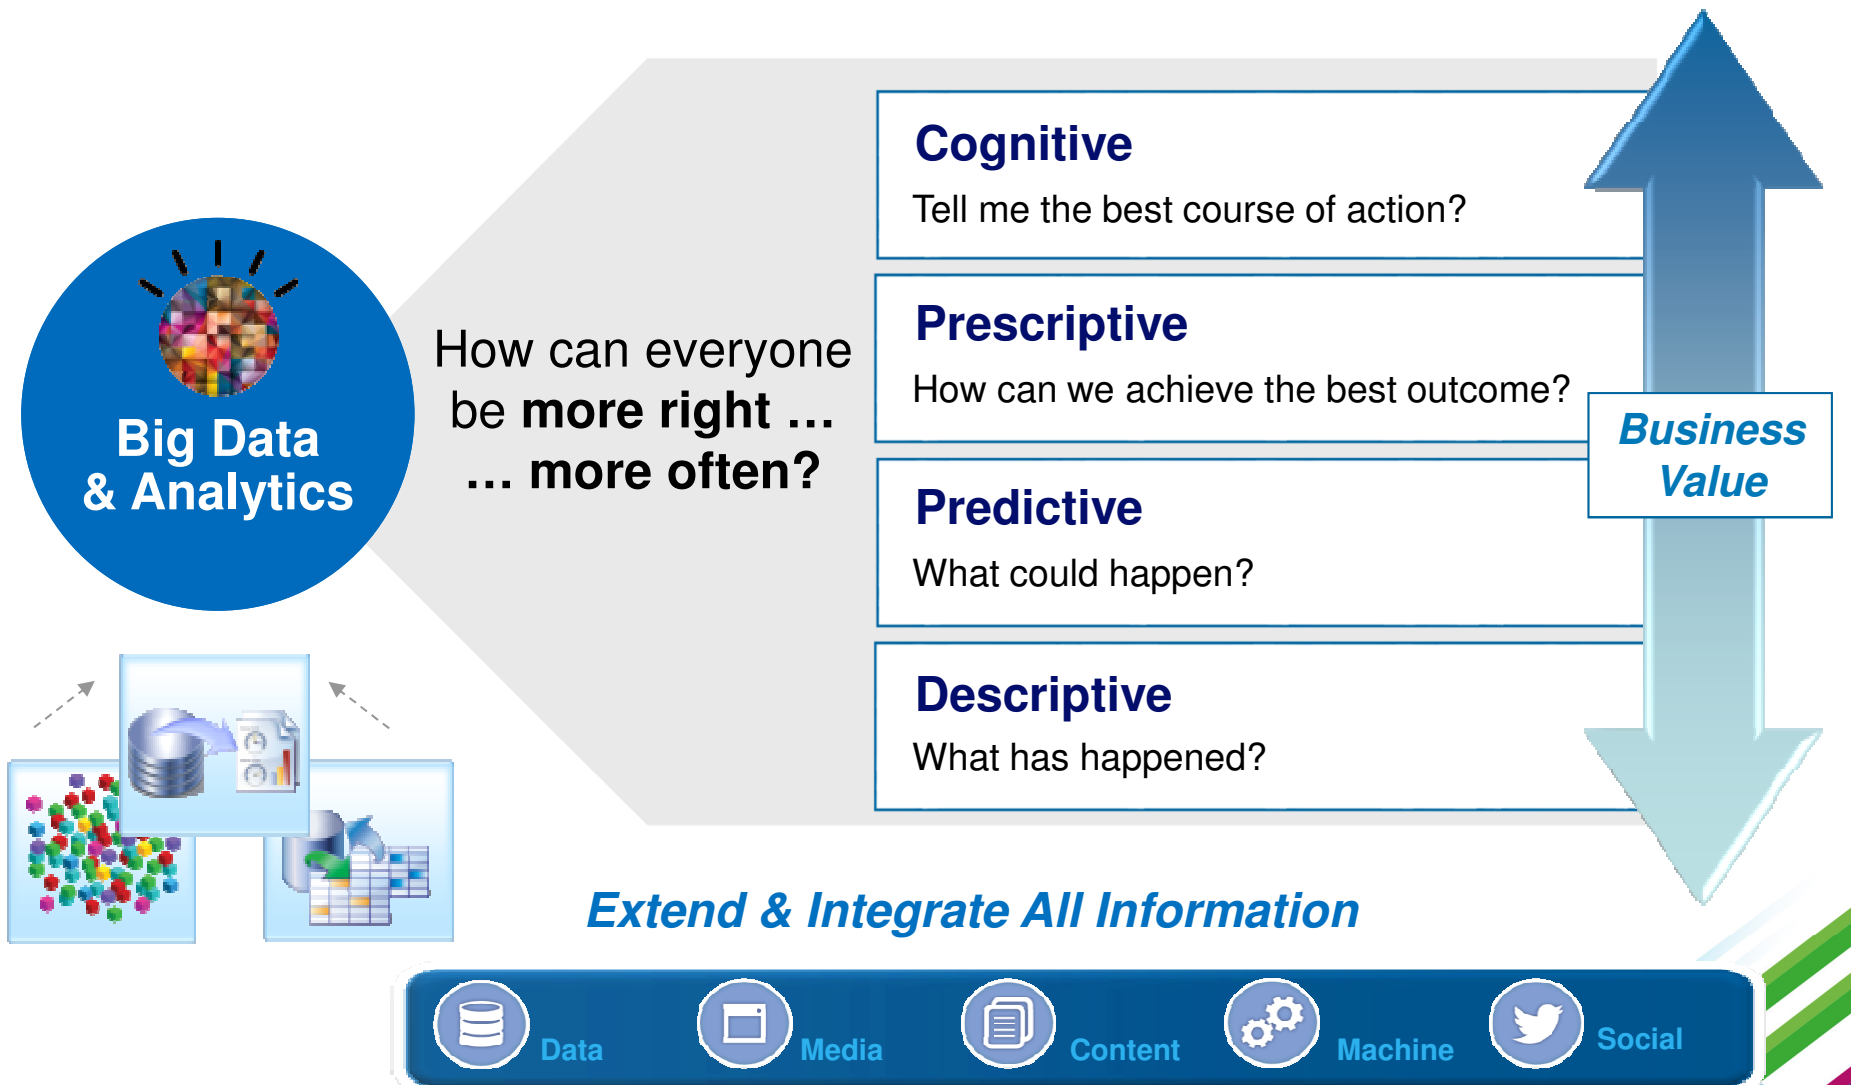 Big Data
& Analytics
How can everyone
be more right ...
... more often?
Cognitive
Tell me the best course of action?
Prescriptive
How can we achieve the best outcome?
Predictive
What could happen?
Descriptive
What has happened?
Business
Value
Extend & Integrate All Information
Data
Media
Content
Machine
Social